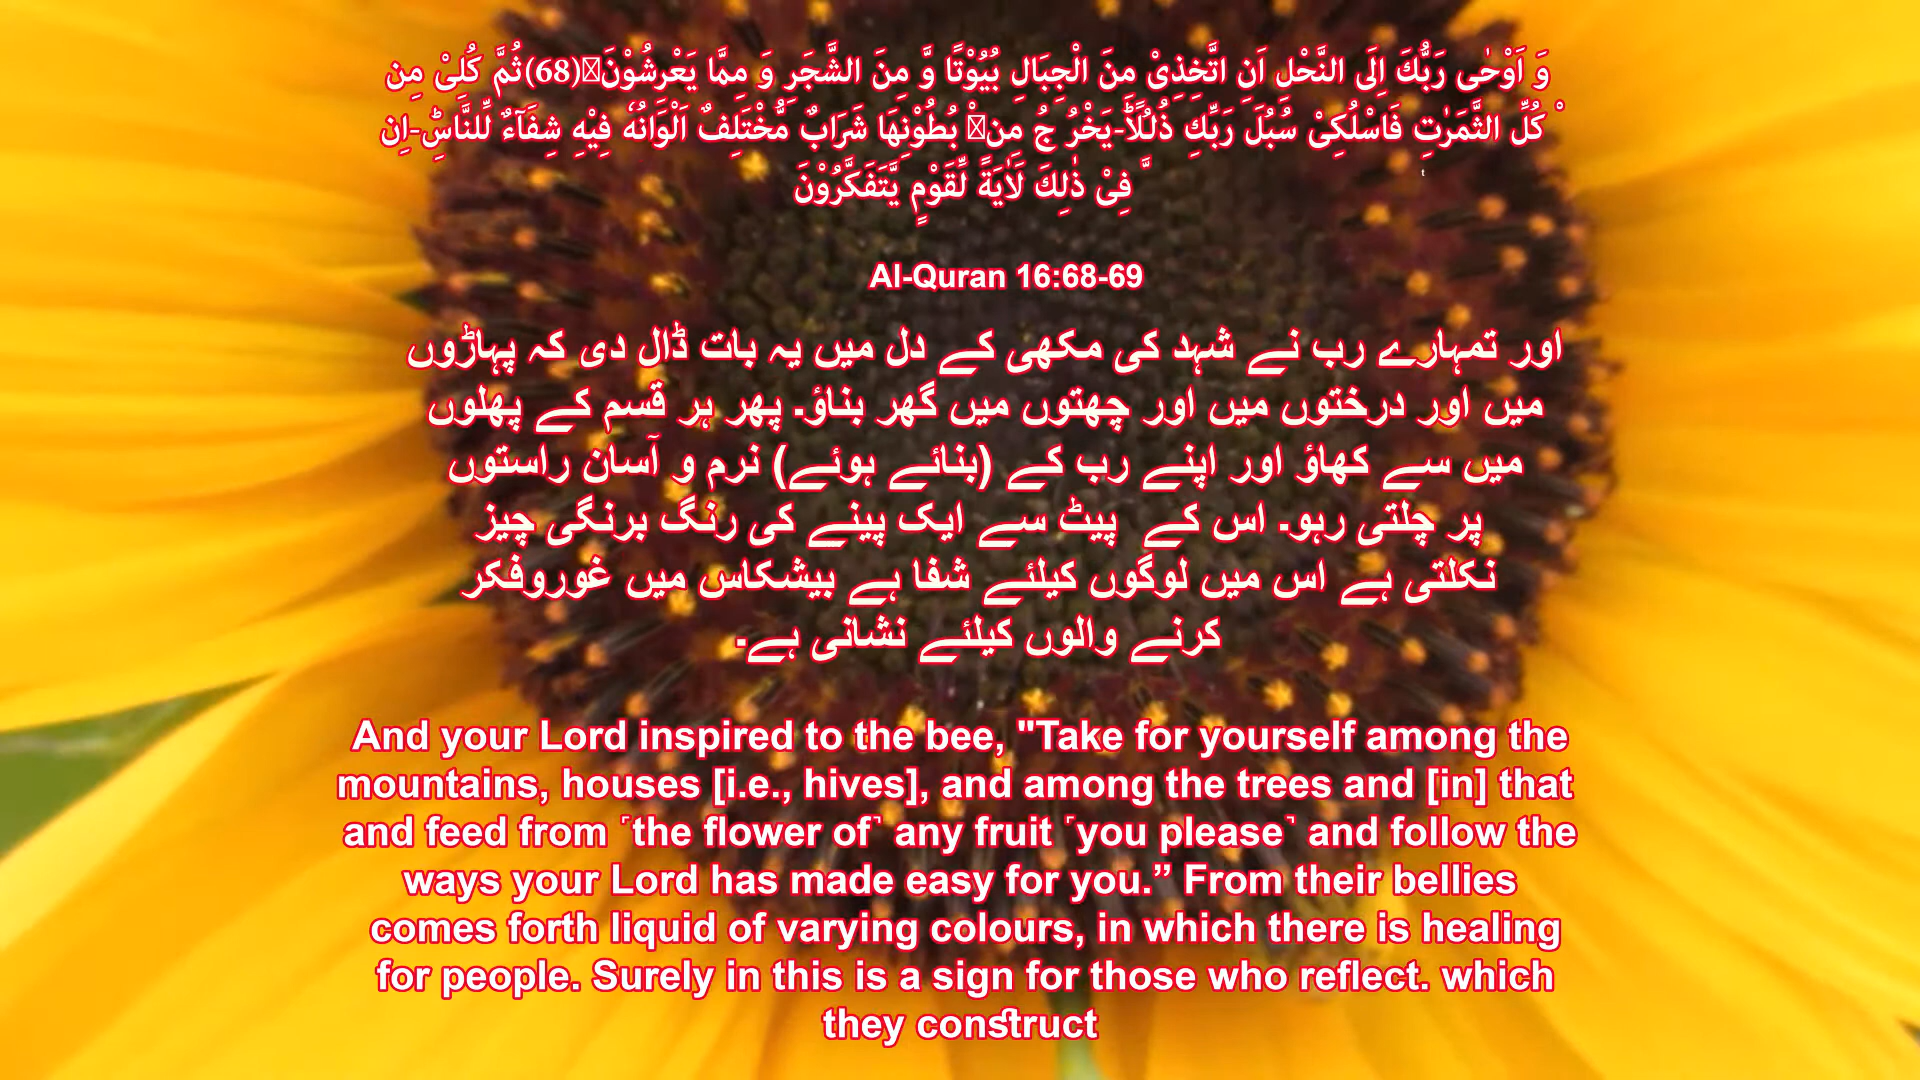 وَ اَوْحٰى رَبُّكَ اِلَى النَّحْلِ اَنِ اتَّخِذِیْ مِنَ الْجِبَالِ بُیُوْتًا وَّ مِنَ الشَّجَرِ وَ مِمَّا یَعْرِشُوْنَ(68)ثُمَّ كُلِیْ مِن
ْ كُلِّ الثَّمَرٰتِ فَاسْلُكِیْ سُبُلَ رَبِّكِ ذُلُلًاؕ-یَخْرُ جُ مِنْ بُطُوْنِهَا شَرَابٌ مُّخْتَلِفٌ اَلْوَانُهٗ فِیْهِ شِفَآءٌ لِّلنَّاسِؕ-اِن
َّ فِیْ ذٰلِكَ لَاٰیَةً لِّقَوْمٍ یَّتَفَكَّرُوْنَ
Al-Quran 16:68-69
اور تمہارے رب نے شہد کی مکھی کے دل میں یہ بات ڈال دی کہ پہاڑوں
میں اور درختوں میں اور چھتوں میں گھر بناؤ۔ پھر ہر قسم کے پھلوں
میں سے کھاؤ اور اپنے رب کے (بنائے ہوئے) نرم و آسان راستوں
پر چلتی رہو۔ اس کے پیٹ سے ایک پینے کی رنگ برنگی چیز
نکلتی ہے اس میں لوگوں کیلئے شفا ہے بیشکاس میں غوروفکر
کرنے والوں کیلئے نشانی ہے۔
And your Lord inspired to the bee, "Take for yourself among the
mountains, houses [i.e., hives], and among the trees and [in] that
and feed from ˹the flower of˺ any fruit ˹you please˺ and follow the
ways your Lord has made easy for you.” From their bellies
comes forth liquid of varying colours, in which there is healing
for people. Surely in this is a sign for those who reflect. which
they construct